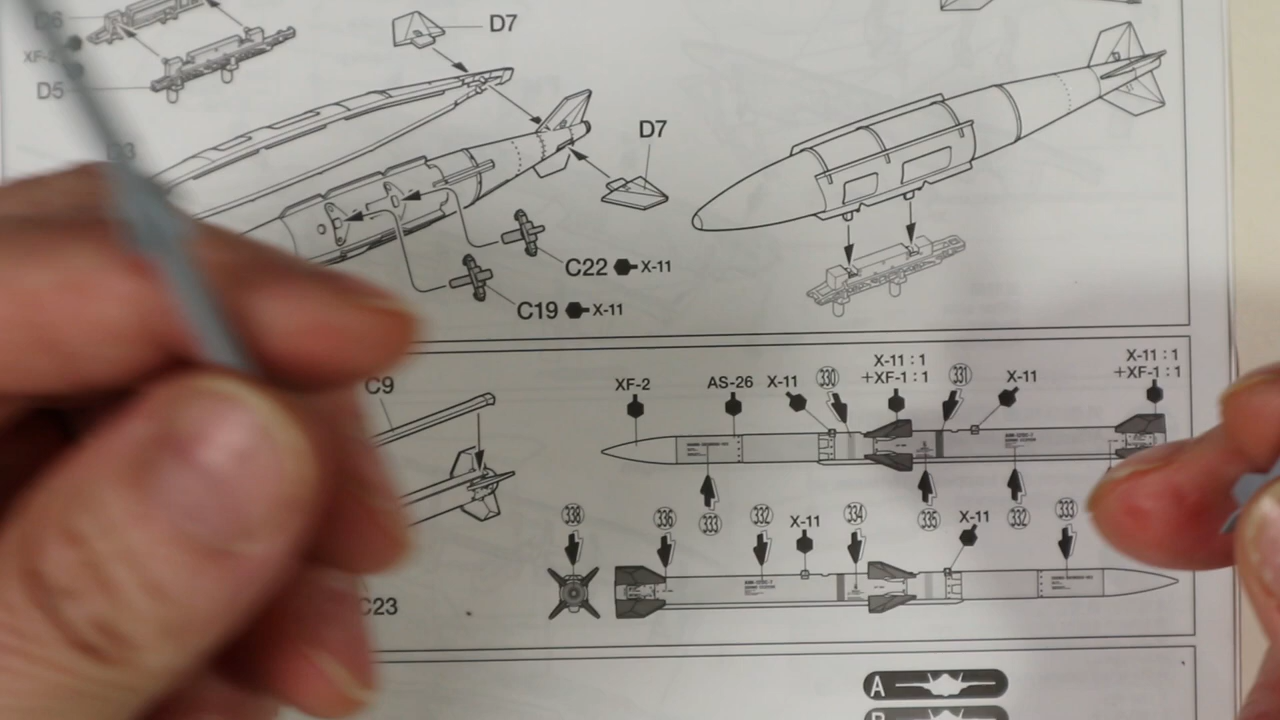 D6
D7
D5
D7
C22 X-11
C19 X-11
C9
XF-2
AS-26
X-11
330
X-11 : 1
+XF-1 : 1
331
X-11
X-11 : 1
+XF-1 : 1
333
335
332
338
336
332
X-11
334
X-11
333
C23
A